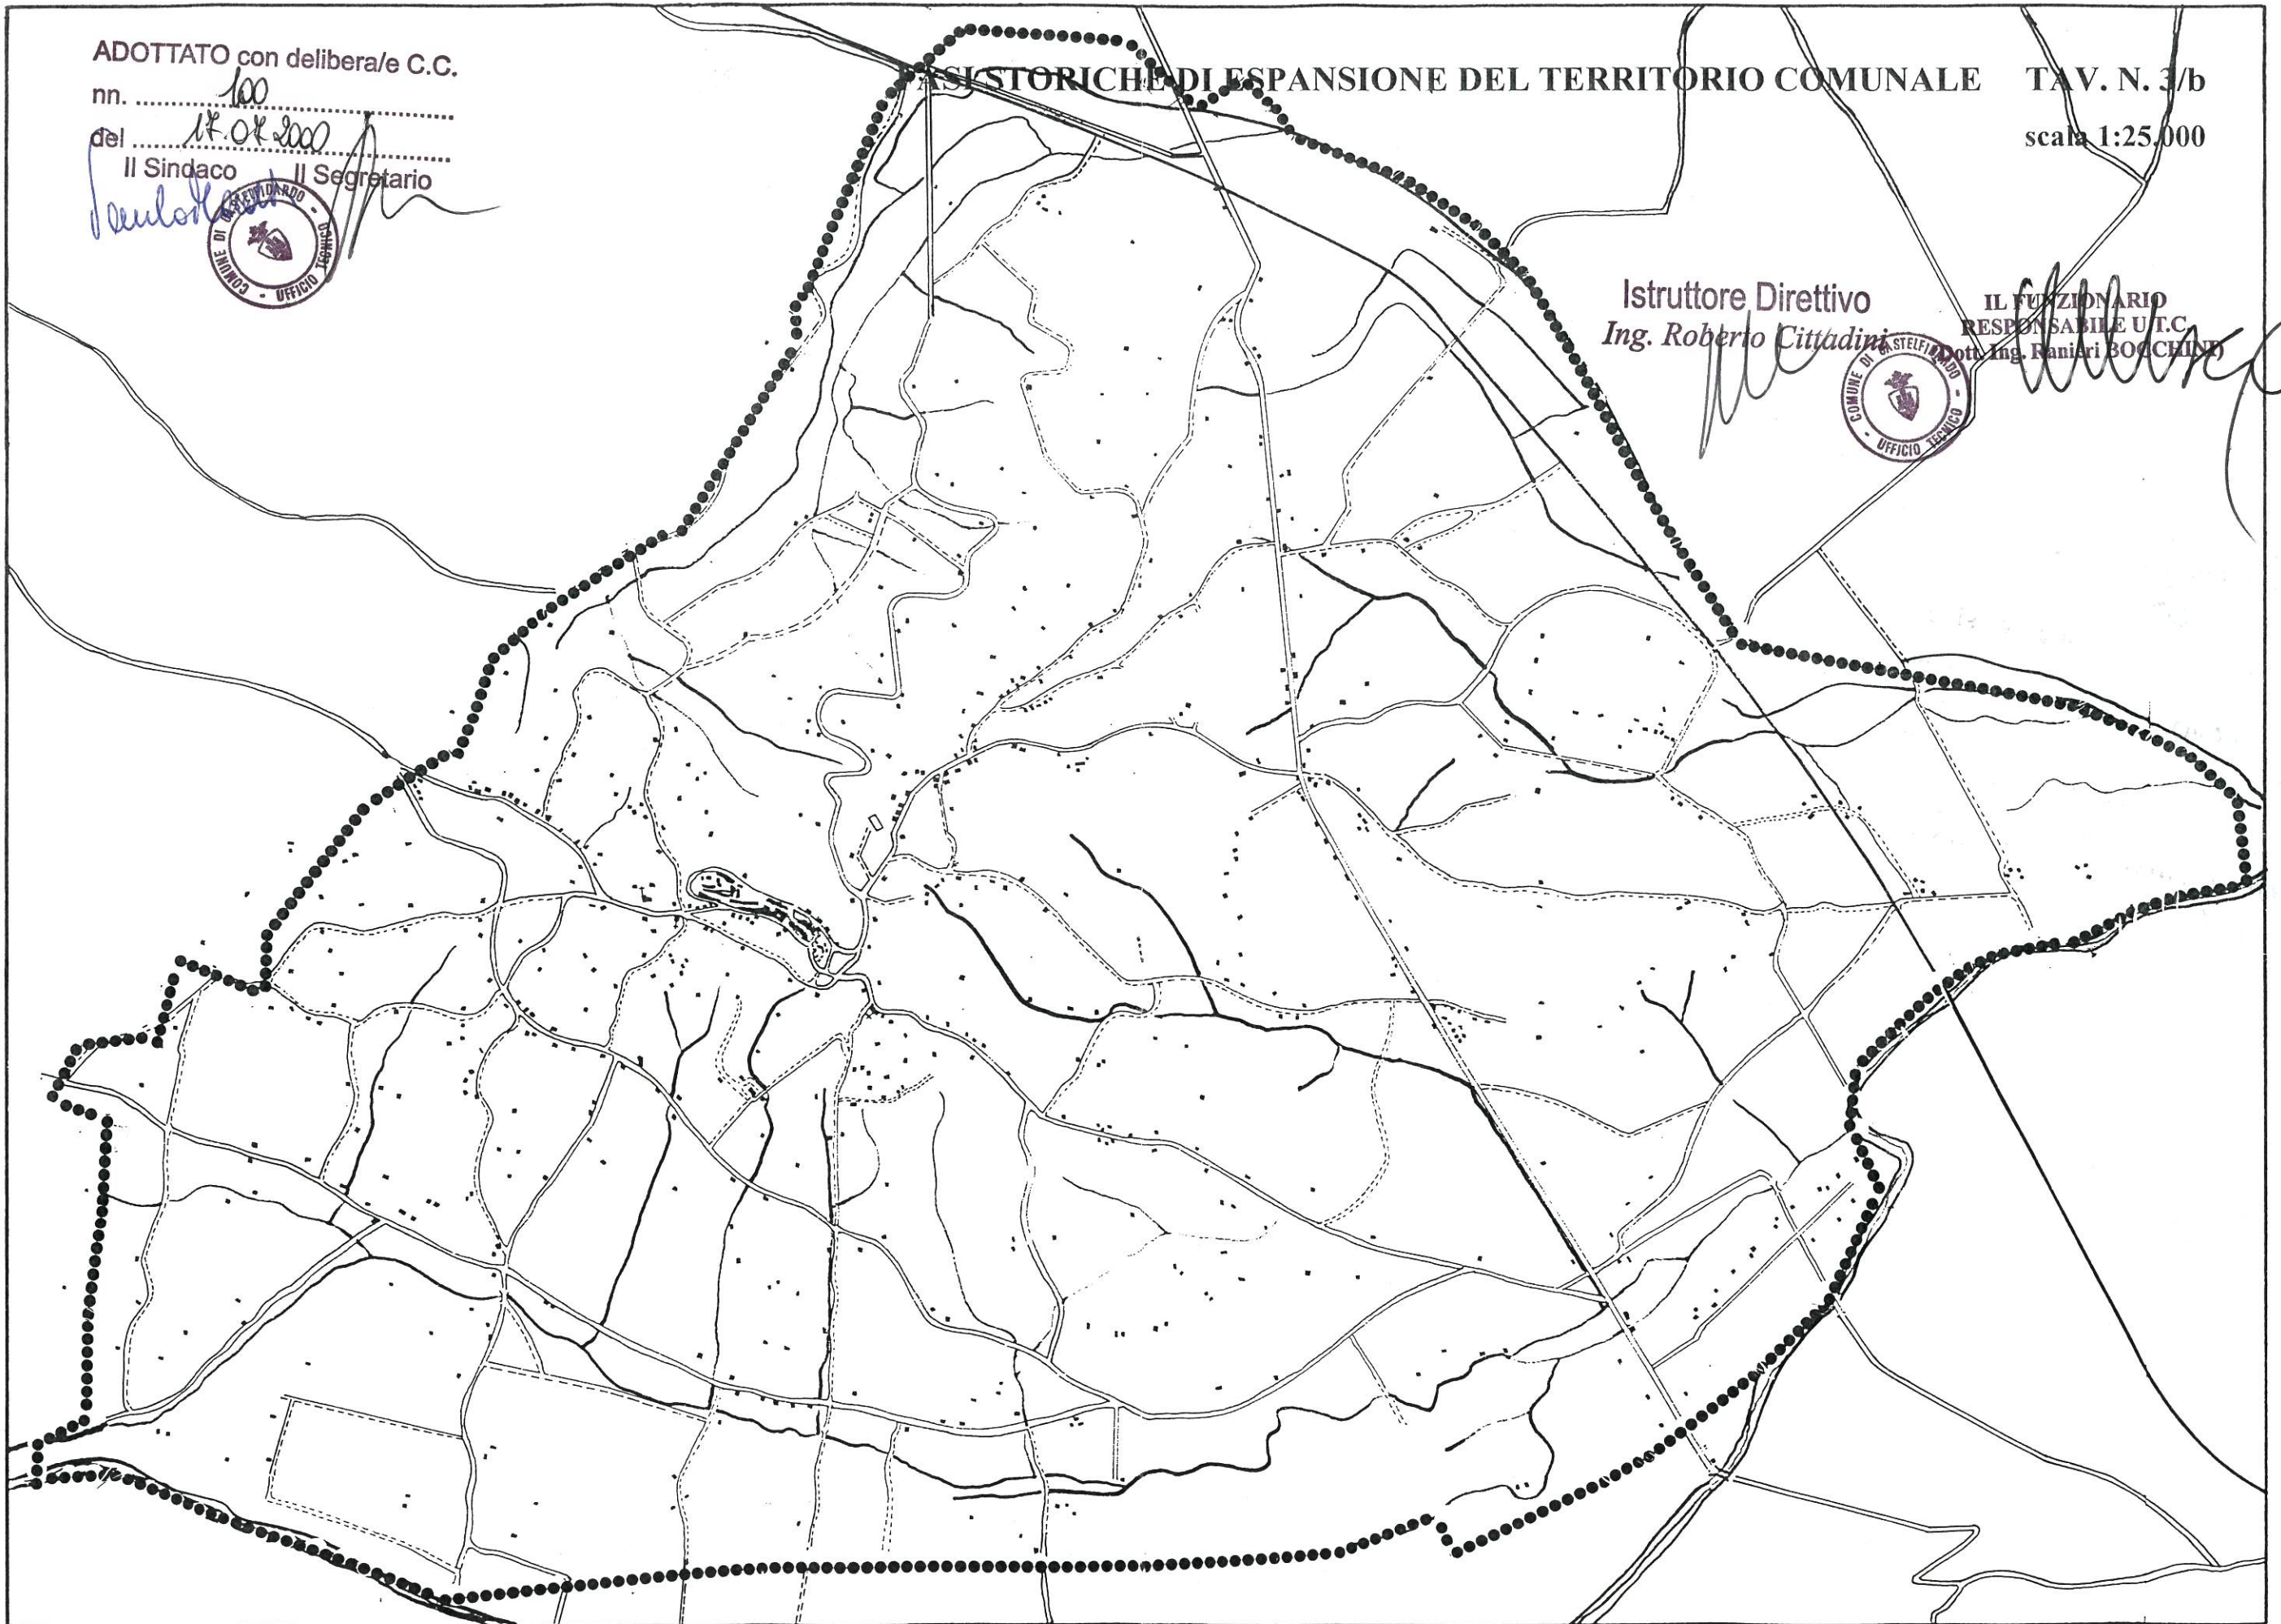 ADOTTATO con delibera/e C.C.
nn. ..........100..........
del ......17.07.2000......
Il Sindaco Il Segretario
COMUNE DI CASTELFIDARDO - UFFICIO TECNICO -
FASI STORICHE DI ESPANSIONE DEL TERRITORIO COMUNALE TAV. N. 3/b
scala 1:25.000
Istruttore Direttivo
Ing. Roberto Cittadini
IL FUNZIONARIO
RESPONSABILE U.T.C.
(Dott. Ing. Ranieri BOCCHINI)
COMUNE DI CASTELFIDARDO - UFFICIO TECNICO -